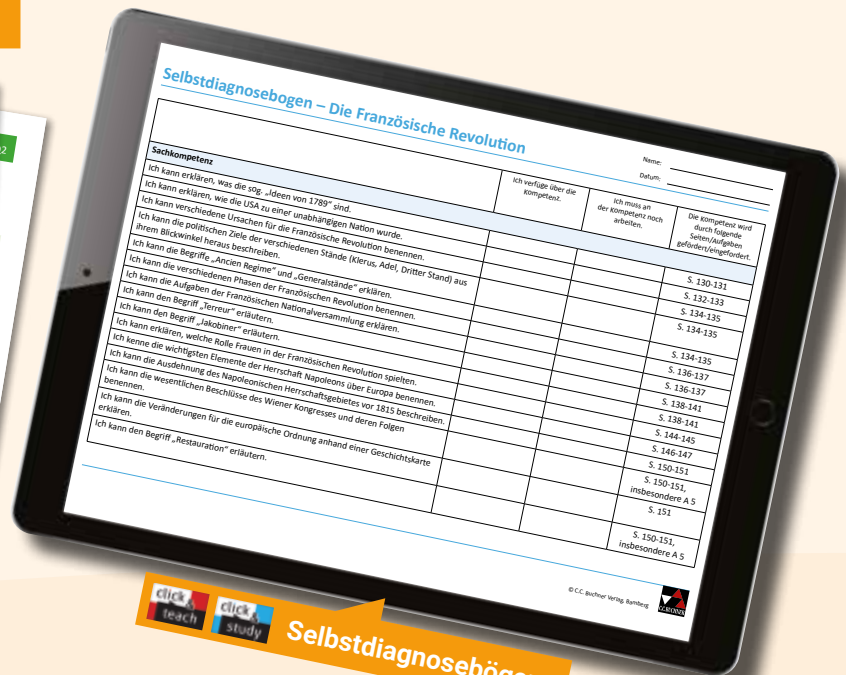 Selbstdiagnosebogen – Die Französische Revolution
Name:
Datum:
Ich verfüge über die
Kompetenz.
Ich muss an
der Kompetenz noch
arbeiten.
Die Kompetenz wird
durch folgende
Seiten/Aufgaben
gefördert/eingefordert.
Sachkompetenz
Ich kann erklären, was die sog. „Ideen von 1789“ sind.
S. 130-131
Ich kann erklären, wie die USA zu einer unabhängigen Nation wurde.
S. 132-133
Ich kann verschiedene Ursachen für die Französische Revolution benennen.
S. 134-135
Ich kann die politischen Ziele der verschiedenen Stände (Klerus, Adel, Dritter Stand) aus
ihrem Blickwinkel heraus beschreiben.
S. 134-135
Ich kann die Begriffe „Ancien Regime“ und „Generalstände“ erklären.
S. 134-135
Ich kann die verschiedenen Phasen der Französischen Revolution benennen.
S. 136-137
Ich kann die Aufgaben der Französischen Nationalversammlung erklären.
S. 136-137
Ich kann den Begriff „Terreur“ erläutern.
S. 138-141
Ich kann den Begriff „Jakobiner“ erläutern.
S. 138-141
Ich kann erklären, welche Rolle Frauen in der Französischen Revolution spielten.
S. 144-145
Ich kenne die wichtigsten Elemente der Herrschaft Napoleons über Europa benennen.
S. 146-147
Ich kann die Ausdehnung des Napoleonischen Herrschaftsgebietes vor 1815 beschreiben.
S. 150-151
Ich kann die wesentlichen Beschlüsse des Wiener Kongresses und deren Folgen
benennen.
S. 150-151,
insbesondere A 5
Ich kann die Veränderungen für die europäische Ordnung anhand einer Geschichtskarte
erklären.
S. 151
Ich kann den Begriff „Restauration“ erläutern.
S. 150-151,
insbesondere A 5
© C.C. Buchner Verlag, Bamberg
C.C.BUCHNER
click &
teach
click &
study